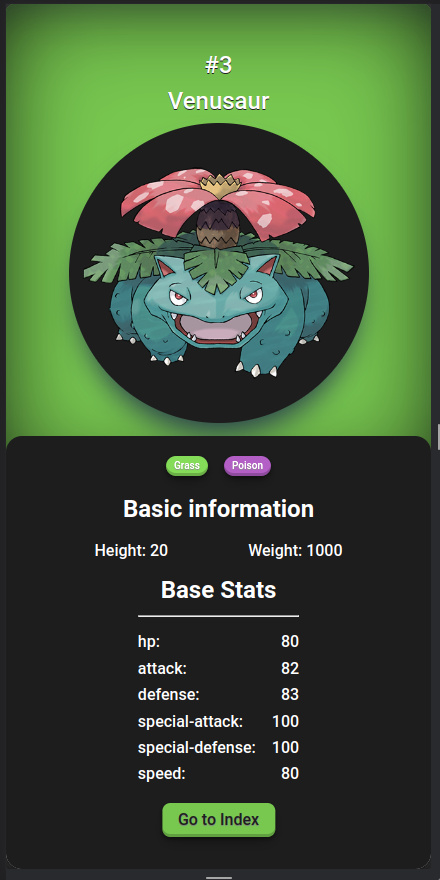 #3
Venusaur
Grass Poison
Basic information
Height: 20 Weight: 1000
Base Stats
hp: 80
attack: 82
defense: 83
special-attack: 100
special-defense: 100
speed: 80
Go to Index